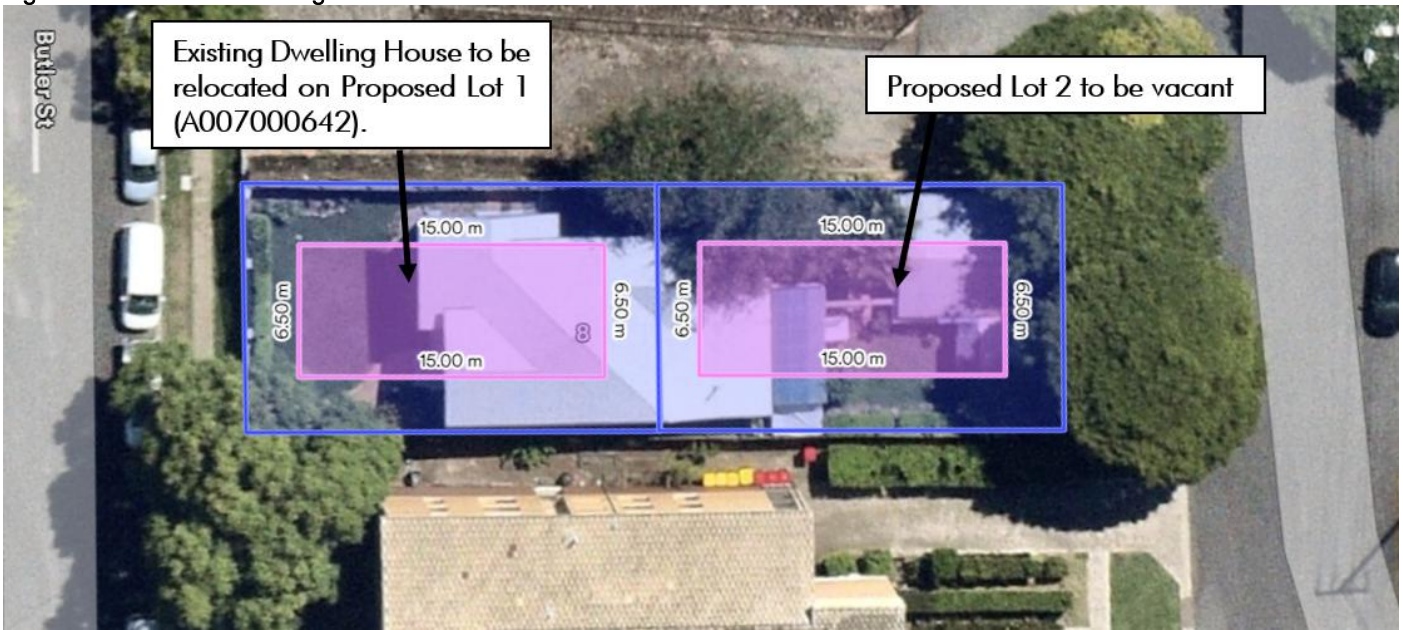 Butler St
Existing Dwelling House to be
relocated on Proposed Lot 1
(A007000642).
Proposed Lot 2 to be vacant
15.00 m
15.00 m
6.50 m
6.50 m
6.50 m
6.50 m
8
15.00 m
15.00 m